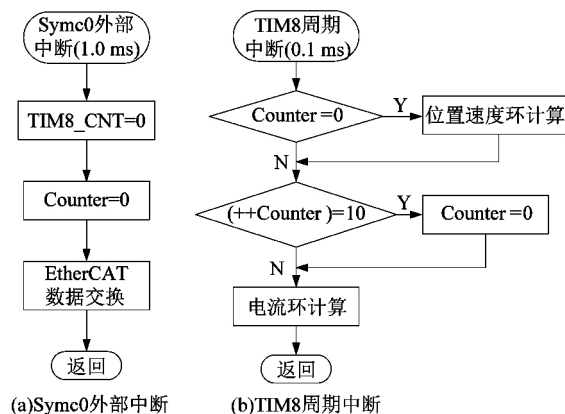 Symc0外部
中断(1.0 ms)
TIM8_CNT=0
Counter=0
EtherCAT
数据交换
返回
(a)Symc0外部中断
TIM8周期
中断(0.1 ms)
Counter=0
Y
位置速度环计算
N
(++Counter)=10
Y
Counter=0
N
电流环计算
返回
(b)TIM8周期中断